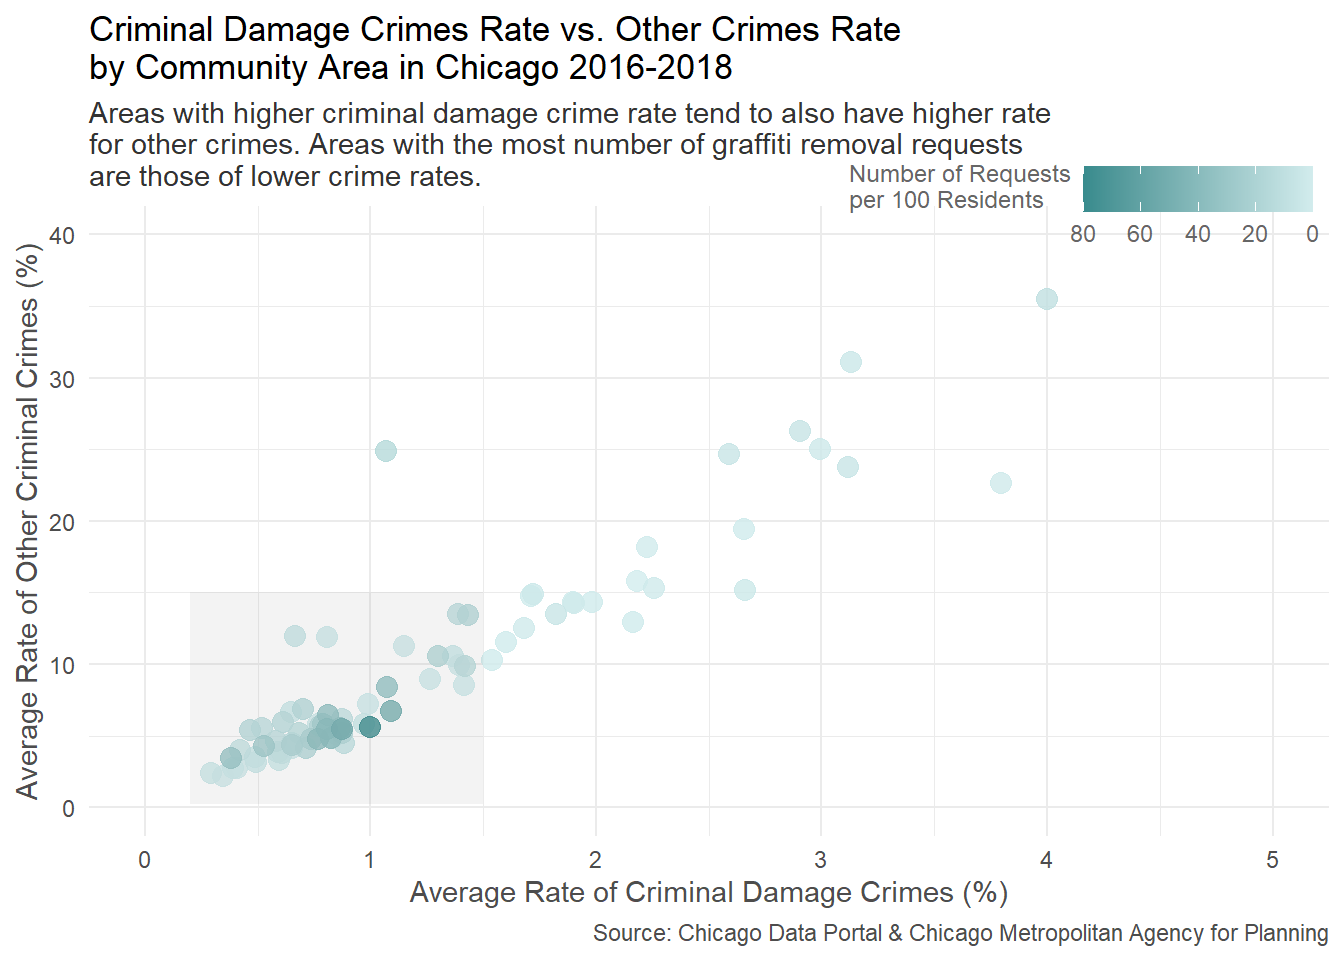 Criminal Damage Crimes Rate vs. Other Crimes Rate
by Community Area in Chicago 2016-2018
Areas with higher criminal damage crime rate tend to also have higher rate
for other crimes. Areas with the most number of graffiti removal requests
are those of lower crime rates.
Number of Requests
per 100 Residents
80 60 40 20 0
Average Rate of Other Criminal Crimes (%)
40
30
20
10
0
0 1 2 3 4 5
Average Rate of Criminal Damage Crimes (%)
Source: Chicago Data Portal & Chicago Metropolitan Agency for Planning